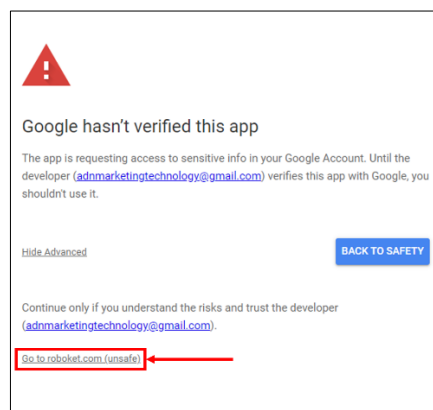 Google hasn't verified this app
The app is requesting access to sensitive info in your Google Account. Until the
developer (adnmarketingtechnology@gmail.com) verifies this app with Google, you
shouldn't use it.
Hide Advanced
BACK TO SAFETY
Continue only if you understand the risks and trust the developer
(adnmarketingtechnology@gmail.com).
Go to roboket.com (unsafe)